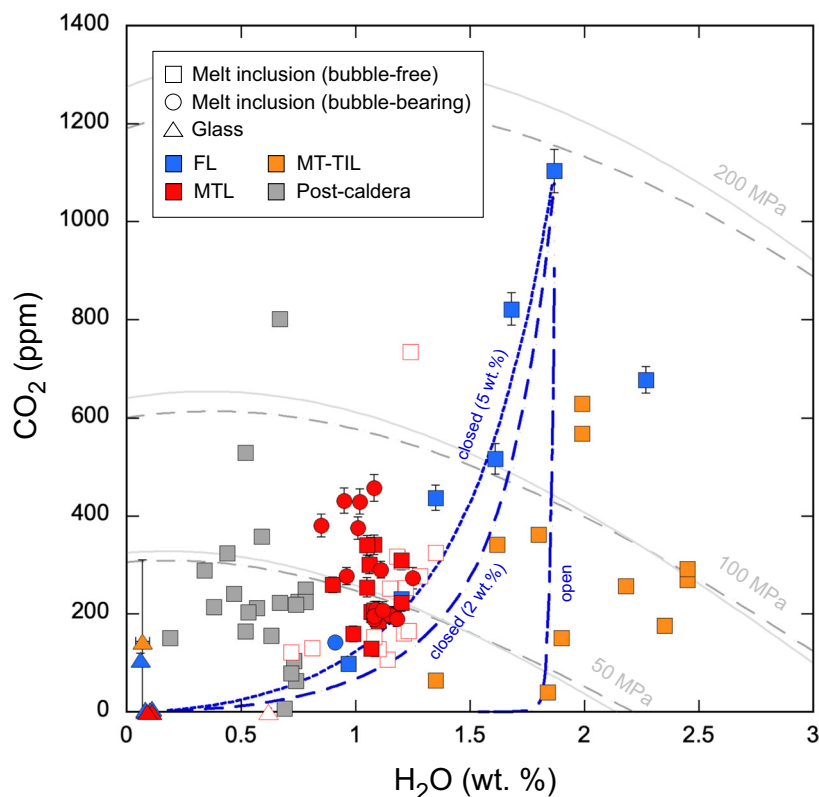 1400
1200
1000
800
600
400
200
0
CO₂ (ppm)
Melt inclusion (bubble-free)
Melt inclusion (bubble-bearing)
Glass
FL MT-TIL
MTL Post-caldera
200 MPa
100 MPa
50 MPa
closed (5 wt.%)
closed (2 wt.%)
open
0 0.5 1 1.5 2 2.5 3
H₂O (wt. %)